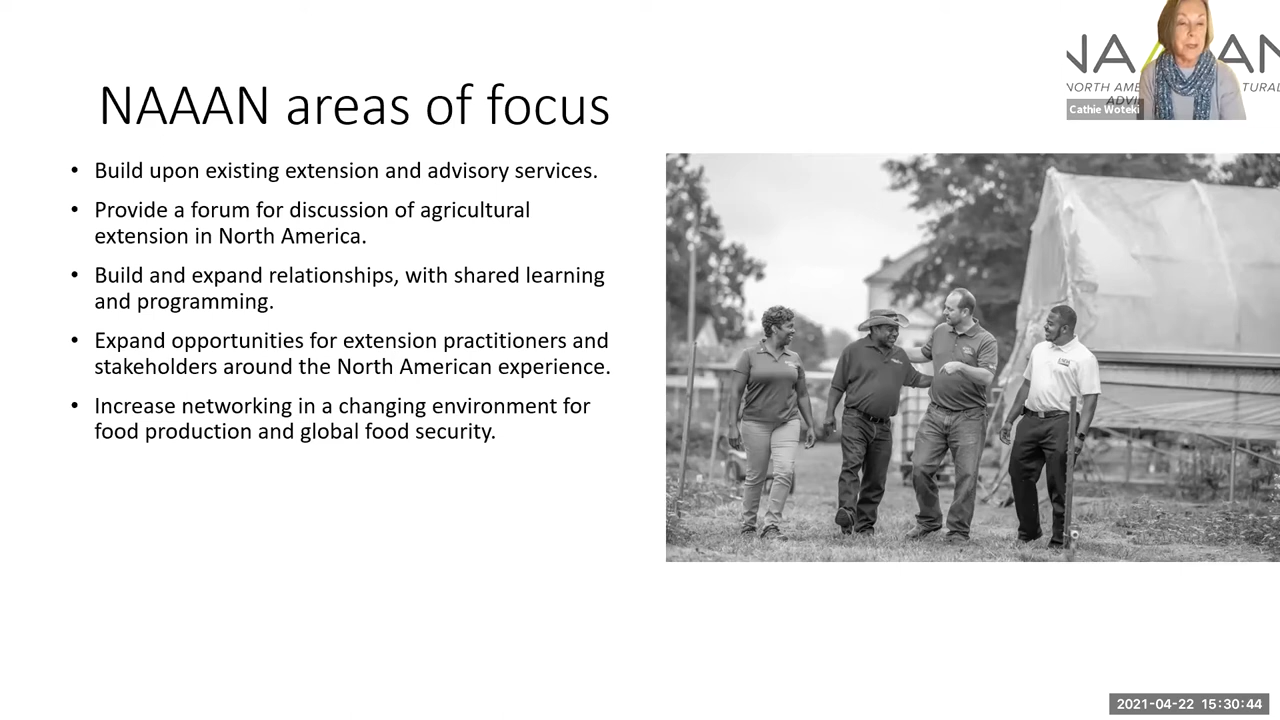 NAAAN areas of focus
• Build upon existing extension and advisory services.
• Provide a forum for discussion of agricultural
extension in North America.
• Build and expand relationships, with shared learning
and programming.
• Expand opportunities for extension practitioners and
stakeholders around the North American experience.
• Increase networking in a changing environment for
food production and global food security.
Cathie Woteki
2021-04-22 15:30:44